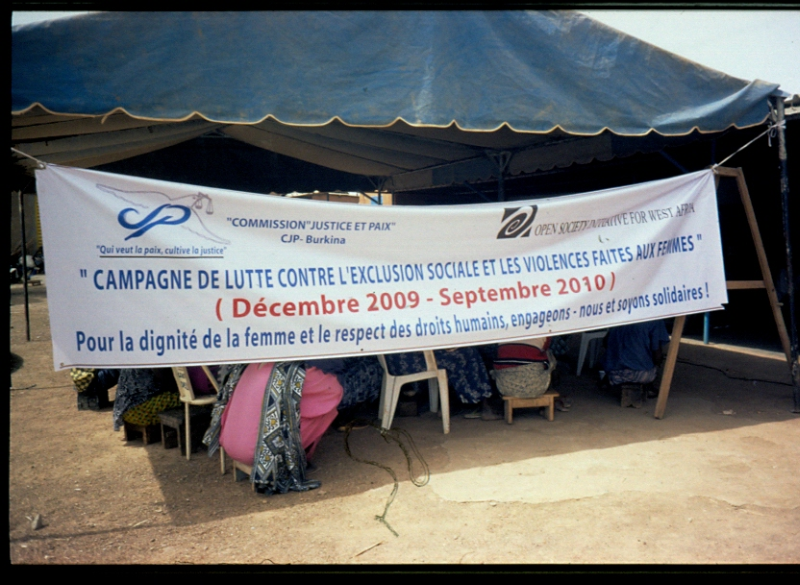 "Qui veut la paix, cultive la justice"
"COMMISSION "JUSTICE ET PAIX"
CJP- Burkina
OPEN SOCIETY INITIATIVE FOR WEST AFRICA
" CAMPAGNE DE LUTTE CONTRE L'EXCLUSION SOCIALE ET LES VIOLENCES FAITES AUX FEMMES "
( Décembre 2009 - Septembre 2010 )
Pour la dignité de la femme et le respect des droits humains, engageons - nous et soyons solidaires !